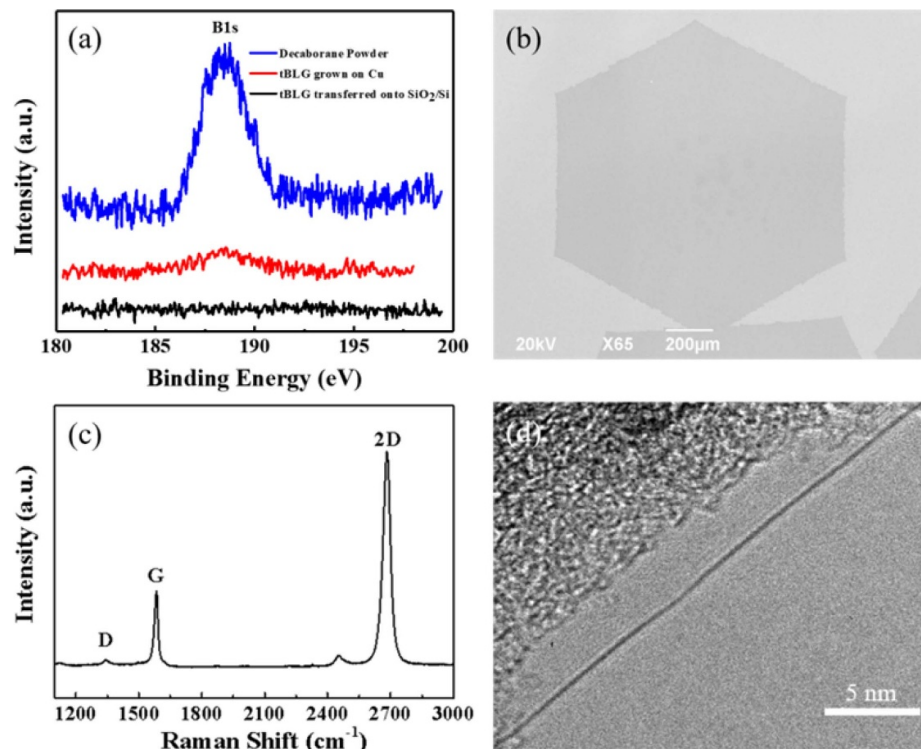 (a)
B1s
Decaborane Powder
tBLG grown on Cu
tBLG transferred onto SiO₂/Si
Intensity (a.u.)
180 185 190 195 200
Binding Energy (eV)
(b)
20kV X65 200μm
(c)
2D
G
D
Intensity (a.u.)
1200 1500 1800 2100 2400 2700 3000
Raman Shift (cm⁻¹)
(d)
5 nm